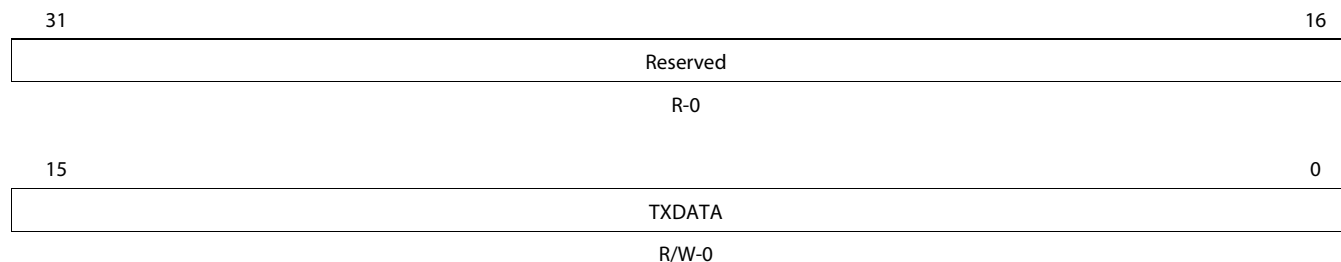 31 16
Reserved
R-0
15 0
TXDATA
R/W-0